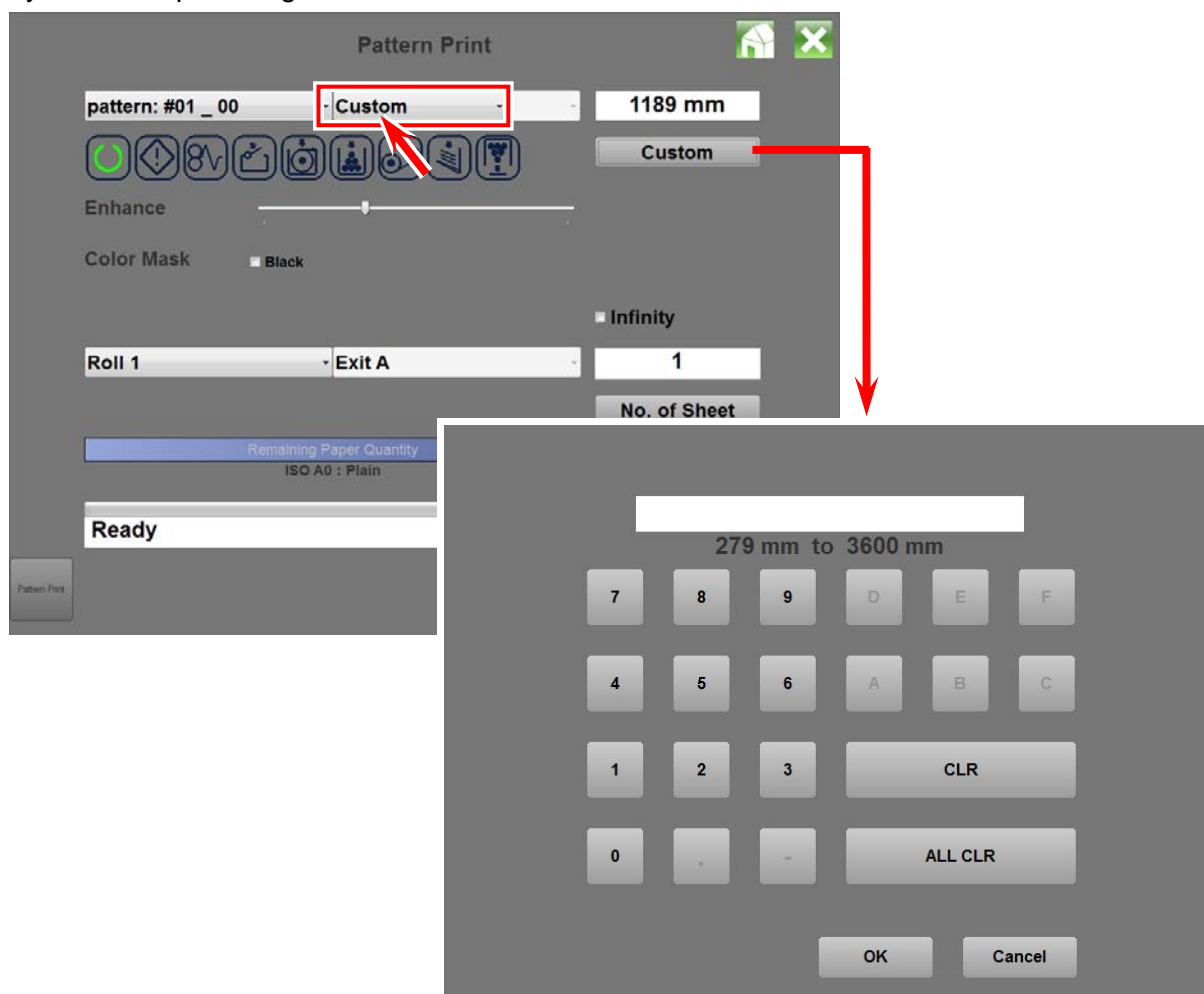 Pattern Print
pattern: #01 _ 00 Custom 1189 mm
Custom
Enhance
Color Mask Black
Infinity
Roll 1 Exit A 1
No. of Sheet
Remaining Paper Quantity
ISO A0 : Plain
Ready
Pattern Print
279 mm to 3600 mm
7 8 9 D E F
4 5 6 A B C
1 2 3 CLR
0 . - ALL CLR
OK Cancel